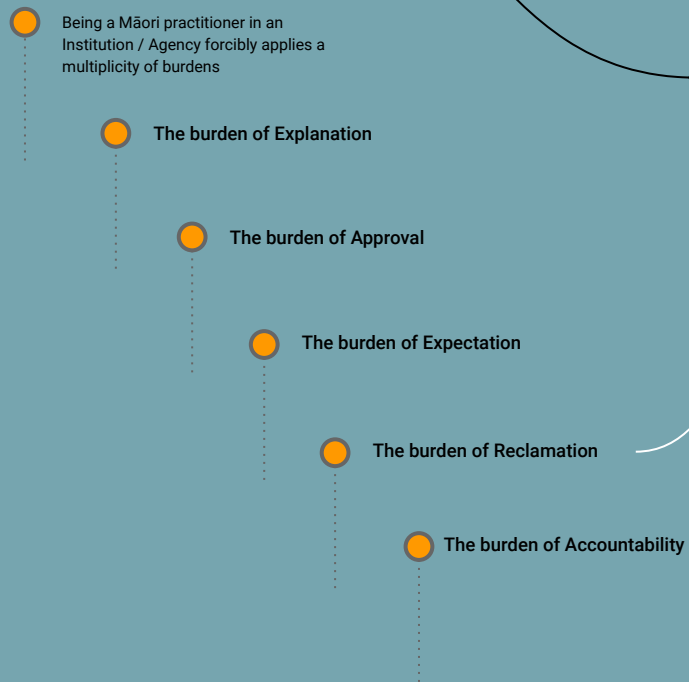 Being a Māori practitioner in an
Institution / Agency forcibly applies a
multiplicity of burdens
The burden of Explanation
The burden of Approval
The burden of Expectation
The burden of Reclamation
The burden of Accountability